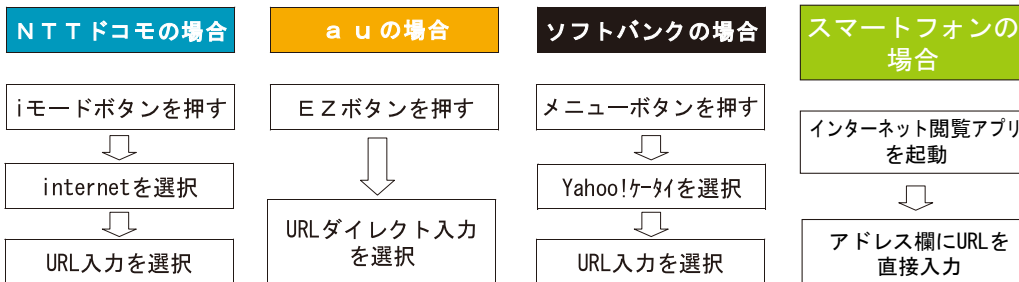 ＮＴＴドコモの場合
iモードボタンを押す
internetを選択
URL入力を選択
ａｕの場合
ＥＺボタンを押す
URLダイレクト入力
を選択
ソフトバンクの場合
メニューボタンを押す
Yahoo!ｹｰﾀｲを選択
URL入力を選択
スマートフォンの
場合
インターネット閲覧アプリ
を起動
アドレス欄にURLを
直接入力